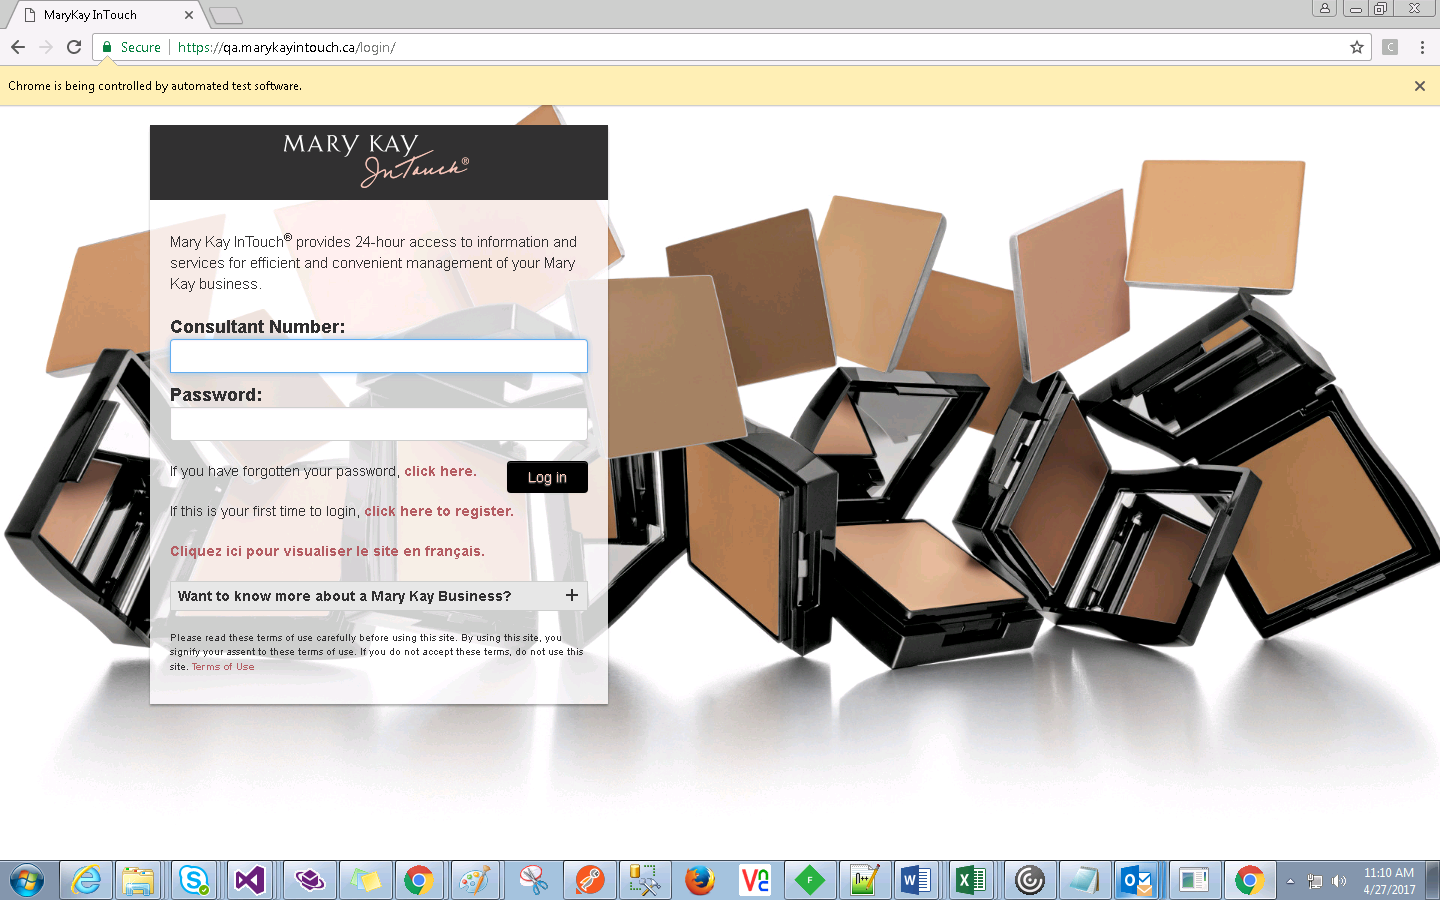 MaryKay InTouch
Secure
https://qa.marykayintouch.ca/login/
C
Chrome is being controlled by automated test software.
MARY KAY
InTouch®
Mary Kay InTouch® provides 24-hour access to information and
services for efficient and convenient management of your Mary
Kay business.
Consultant Number:
Password:
If you have forgotten your password, click here.
Log in
If this is your first time to login, click here to register.
Cliquez ici pour visualiser le site en français.
Want to know more about a Mary Kay Business?
Please read these terms of use carefully before using this site. By using this site, you
signify your assent to these terms of use. If you do not accept these terms, do not use this
site. Terms of Use
11:10 AM
4/27/2017